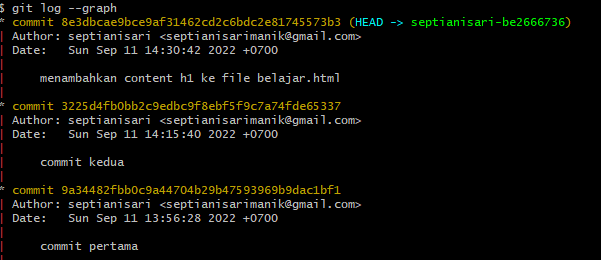 $ git log --graph
* commit 8e3dbcae9bce9af31462cd2c6bdc2e81745573b3 (HEAD -> septianisari-be2666736)
| Author: septianisari <septianisarimanik@gmail.com>
| Date:   Sun Sep 11 14:30:42 2022 +0700
|
|     menambahkan content h1 ke file belajar.html
|
* commit 3225d4fb0bb2c9edbc9f8ebf5f9c7a74fde65337
| Author: septianisari <septianisarimanik@gmail.com>
| Date:   Sun Sep 11 14:15:40 2022 +0700
|
|     commit kedua
|
* commit 9a34482fbb0c9a44704b29b47593969b9dac1bf1
| Author: septianisari <septianisarimanik@gmail.com>
| Date:   Sun Sep 11 13:56:28 2022 +0700
|
|     commit pertama
|